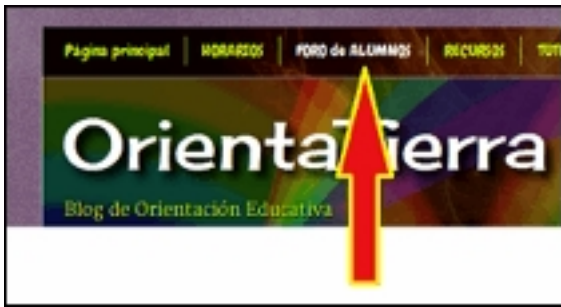 Página principal HORARIOS FORO de ALUMNOS RECURSOS
OrientaTierra
Blog de Orientación Educativa